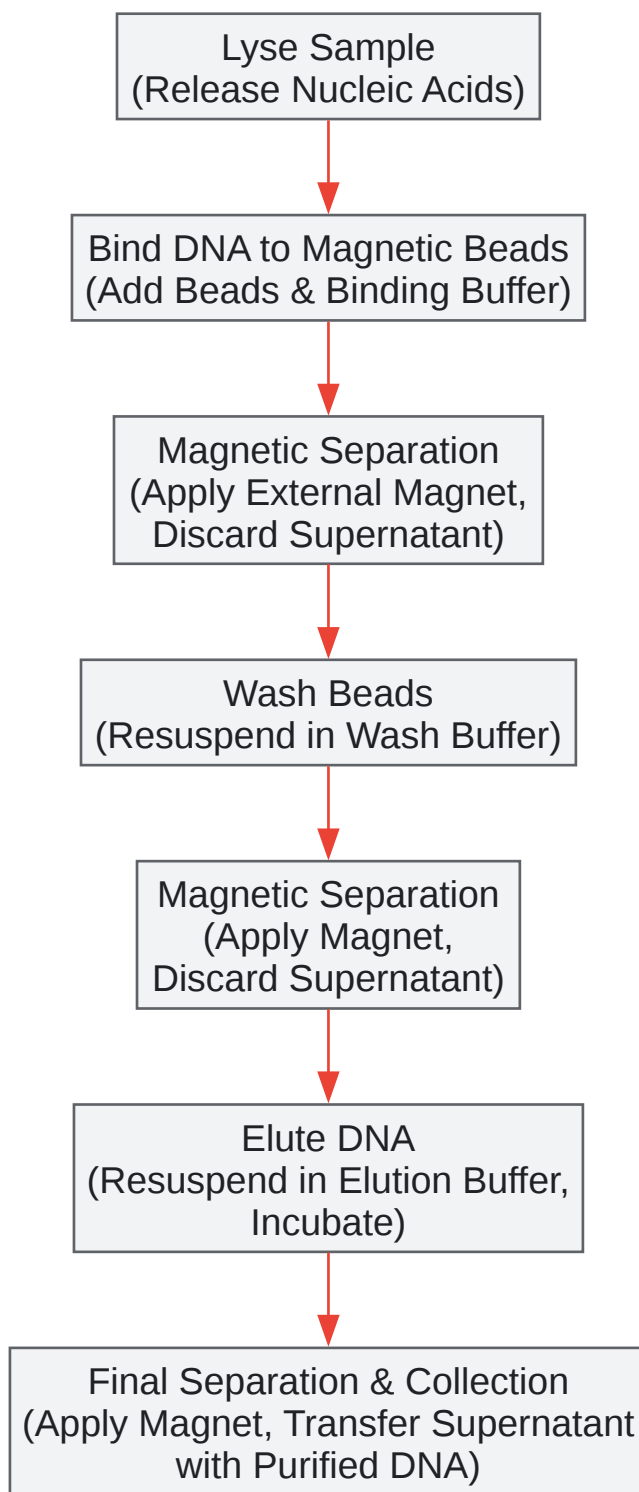 Lyse Sample
(Release Nucleic Acids)
Bind DNA to Magnetic Beads
(Add Beads & Binding Buffer)
Magnetic Separation
(Apply External Magnet,
Discard Supernatant)
Wash Beads
(Resuspend in Wash Buffer)
Magnetic Separation
(Apply Magnet,
Discard Supernatant)
Elute DNA
(Resuspend in Elution Buffer,
Incubate)
Final Separation & Collection
(Apply Magnet, Transfer Supernatant
with Purified DNA)